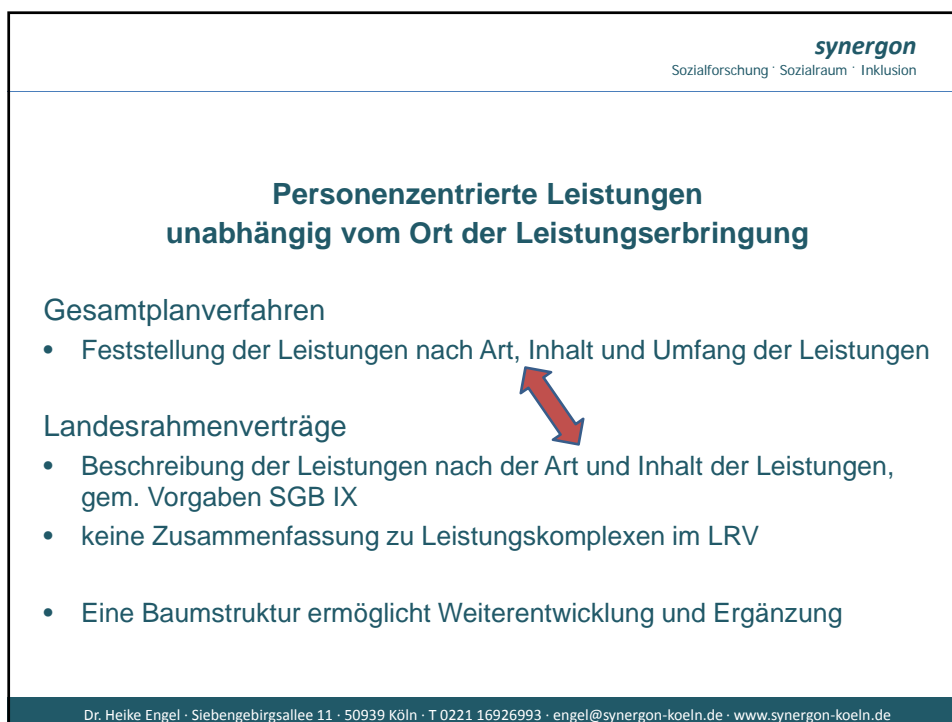 synergon
Sozialforschung · Sozialraum · Inklusion
Personenzentrierte Leistungen
unabhängig vom Ort der Leistungserbringung
Gesamtplanverfahren
• Feststellung der Leistungen nach Art, Inhalt und Umfang der Leistungen
Landesrahmenverträge
• Beschreibung der Leistungen nach der Art und Inhalt der Leistungen,
gem. Vorgaben SGB IX
• keine Zusammenfassung zu Leistungskomplexen im LRV
• Eine Baumstruktur ermöglicht Weiterentwicklung und Ergänzung
Dr. Heike Engel · Siebengebirgsallee 11 · 50939 Köln · T 0221 16926993 · engel@synergon-koeln.de · www.synergon-koeln.de